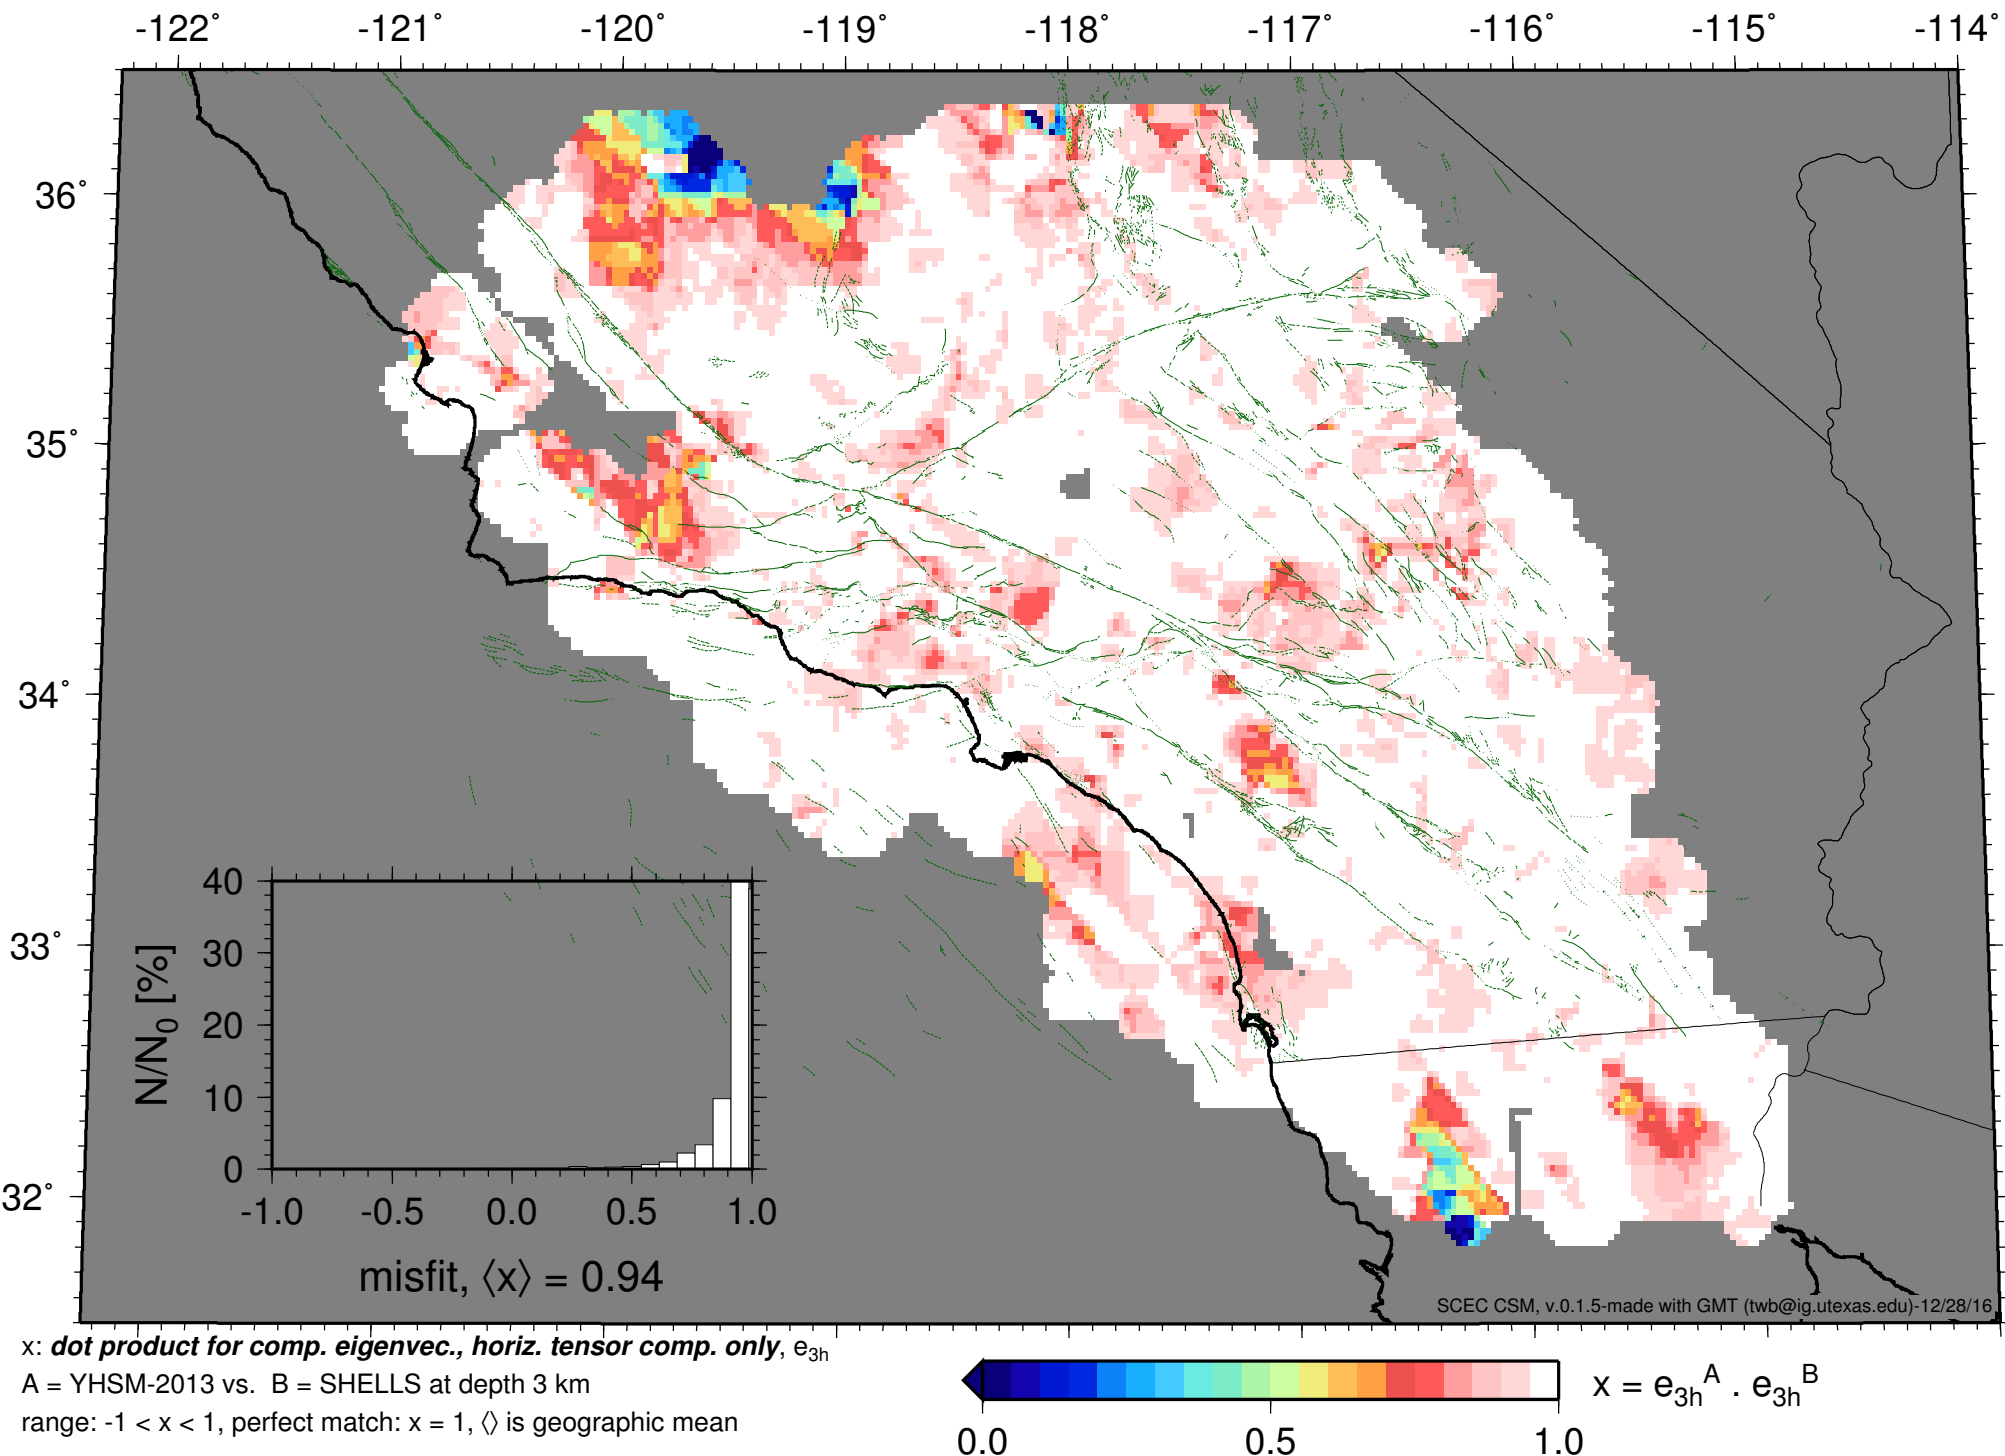 -122˚ -121˚ -120˚ -119˚ -118˚ -117˚ -116˚ -115˚ -114˚
36˚
35˚
34˚
33˚
32˚
40
30
20
10
0
N/N0 [%]
-1.0 -0.5 0.0 0.5 1.0
misfit, ⟨x⟩ = 0.94
SCEC CSM, v.0.1.5-made with GMT (twb@ig.utexas.edu)-12/28/16
x: dot product for comp. eigenvec., horiz. tensor comp. only, e3h
A = YHSM-2013 vs. B = SHELLS at depth 3 km
range: -1 < x < 1, perfect match: x = 1, ⟨⟩ is geographic mean
x = e3hA . e3hB
0.0 0.5 1.0